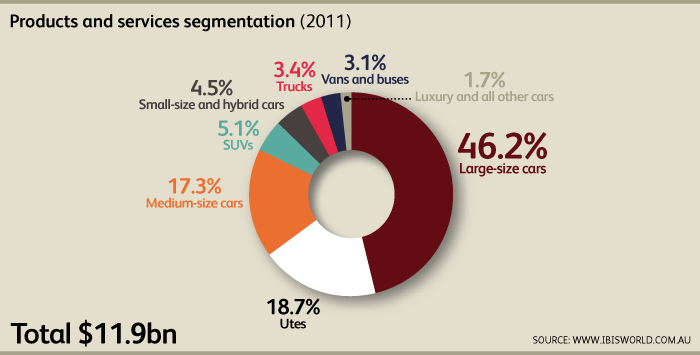 Products and services segmentation (2011)
3.1%
Vans and buses
3.4%
Trucks
1.7%
Luxury and all other cars
4.5%
Small-size and hybrid cars
5.1%
SUVs
46.2%
Large-size cars
17.3%
Medium-size cars
18.7%
Utes
Total $11.9bn
SOURCE: WWW.IBISWORLD.COM.AU